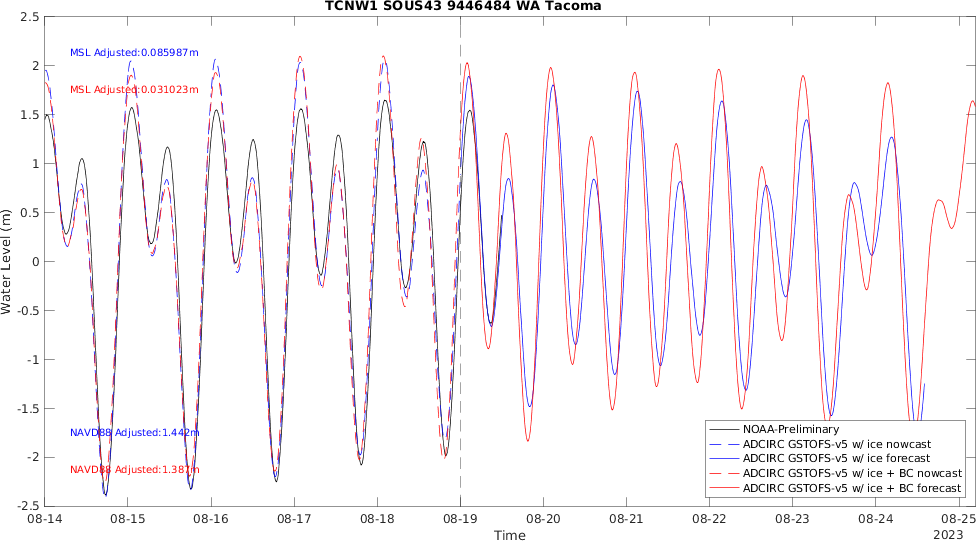 TCNW1 SOUS43 9446484 WA Tacoma
2.5
2
1.5
1
0.5
0
-0.5
-1
-1.5
-2
-2.5
Water Level (m)
MSL Adjusted:0.085987m
MSL Adjusted:0.031023m
NAVD88 Adjusted:1.442m
NAVD88 Adjusted:1.387m
NOAA-Preliminary
ADCIRC GSTOFS-v5 w/ ice nowcast
ADCIRC GSTOFS-v5 w/ ice forecast
ADCIRC GSTOFS-v5 w/ ice + BC nowcast
ADCIRC GSTOFS-v5 w/ ice + BC forecast
08-14 08-15 08-16 08-17 08-18 08-19 08-20 08-21 08-22 08-23 08-24 08-25
Time
2023